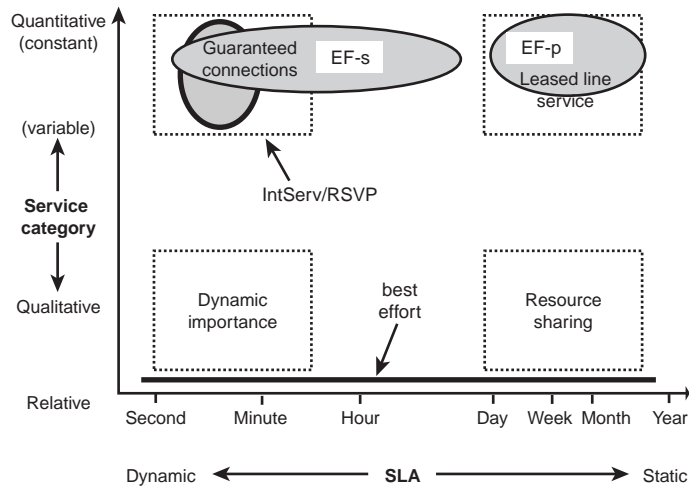 Quantitative
(constant)
Guaranteed
connections
EF-s
EF-p
Leased line
service
(variable)
IntServ/RSVP
Service
category
Qualitative
Dynamic
importance
best
effort
Resource
sharing
Relative
Second Minute Hour Day Week Month Year
Dynamic SLA Static